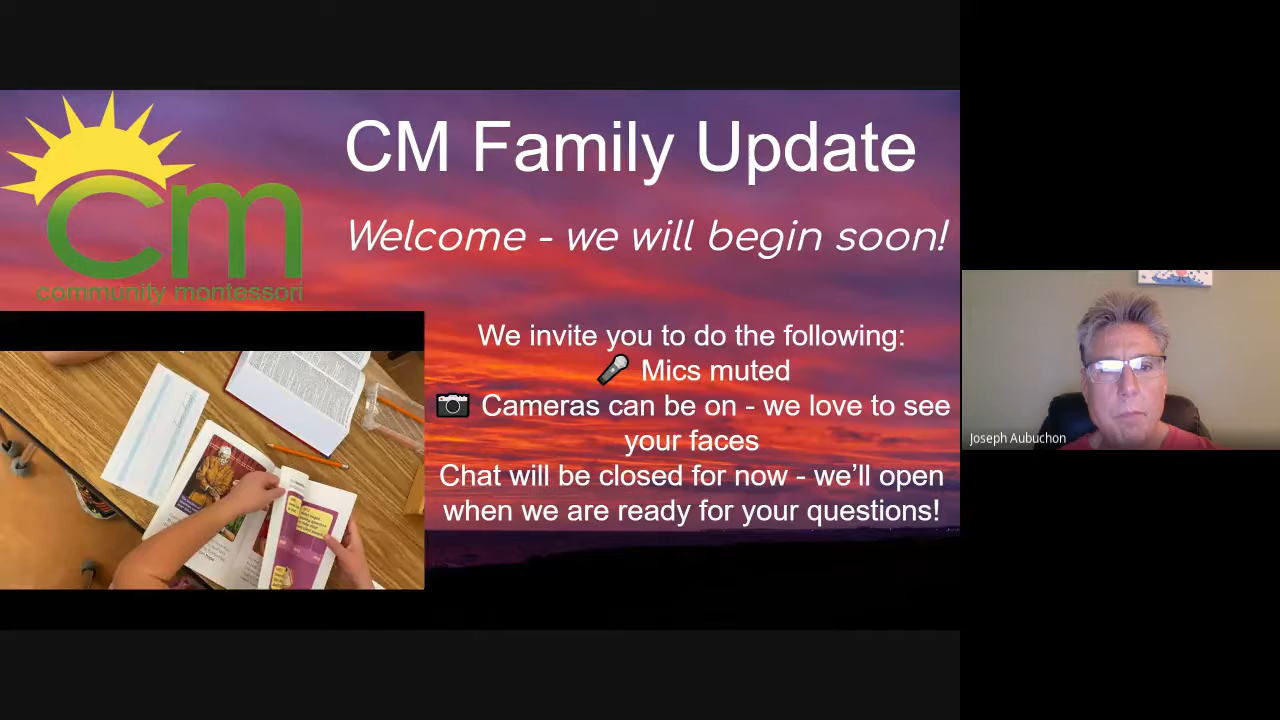 CM Family Update
Welcome - we will begin soon!
cm
community montessori
We invite you to do the following:
Mics muted
Cameras can be on - we love to see
your faces
Chat will be closed for now - we'll open
when we are ready for your questions!
Joseph Aubuchon